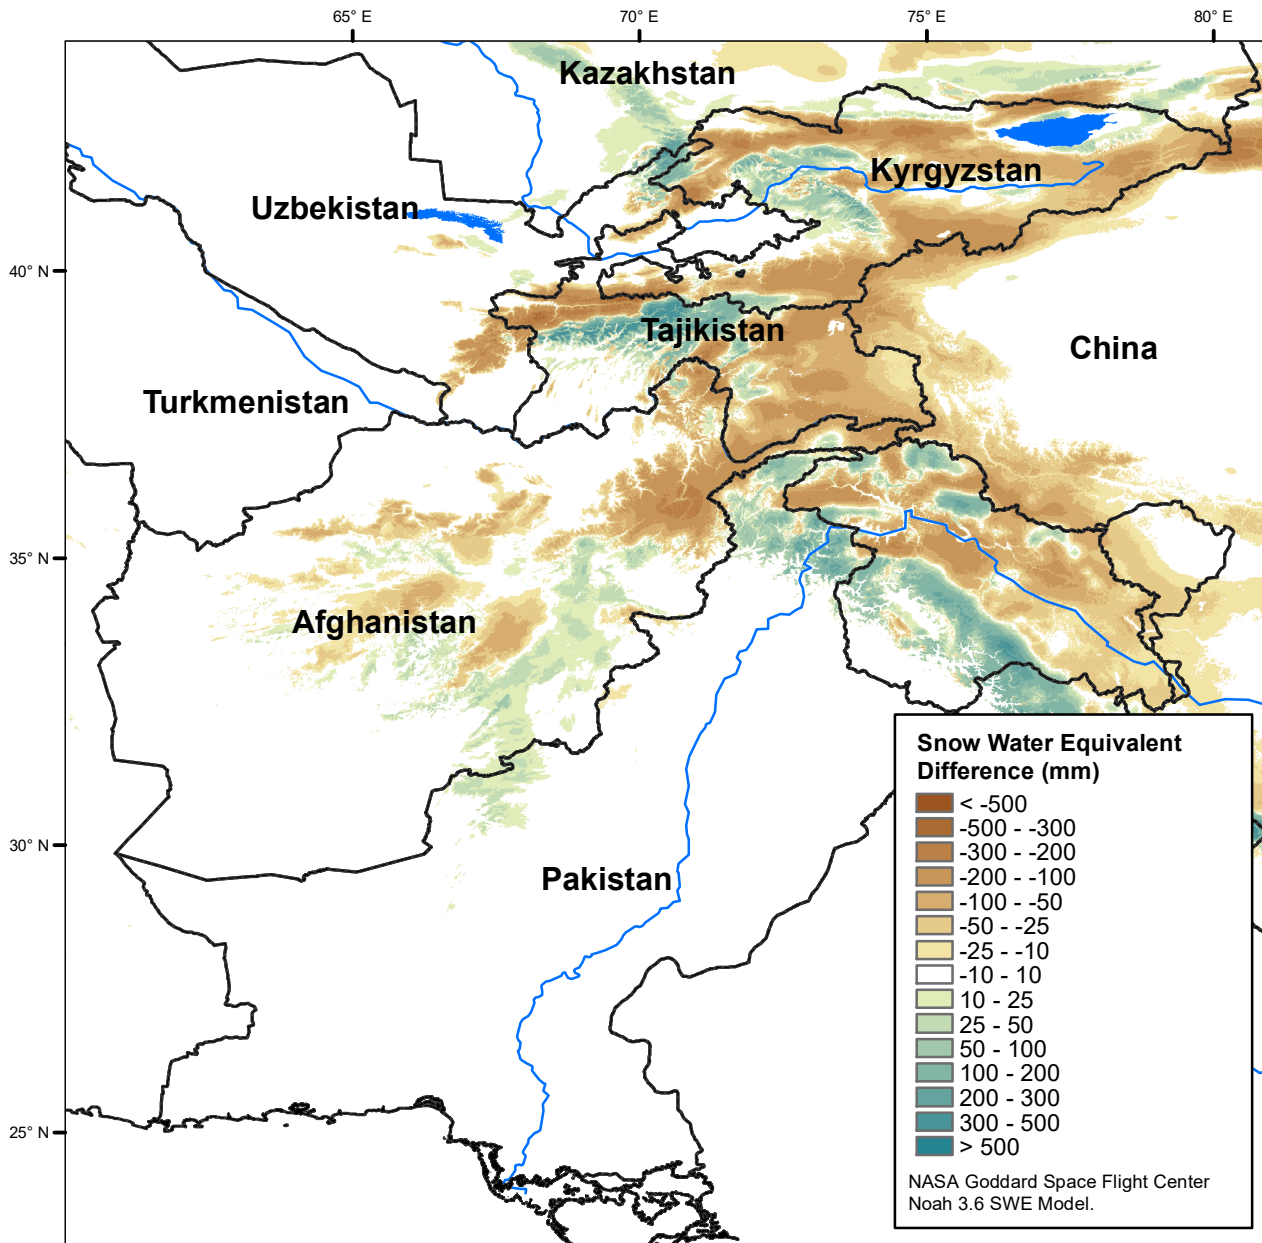 65° E
70° E
75° E
80° E
Kazakhstan
Kyrgyzstan
Uzbekistan
40° N
Tajikistan
China
Turkmenistan
35° N
Afghanistan
Snow Water Equivalent
Difference (mm)
< -500
-500 - -300
-300 - -200
-200 - -100
-100 - -50
-50 - -25
-25 - -10
-10 - 10
10 - 25
25 - 50
50 - 100
100 - 200
200 - 300
300 - 500
> 500
NASA Goddard Space Flight Center
Noah 3.6 SWE Model.
30° N
Pakistan
25° N